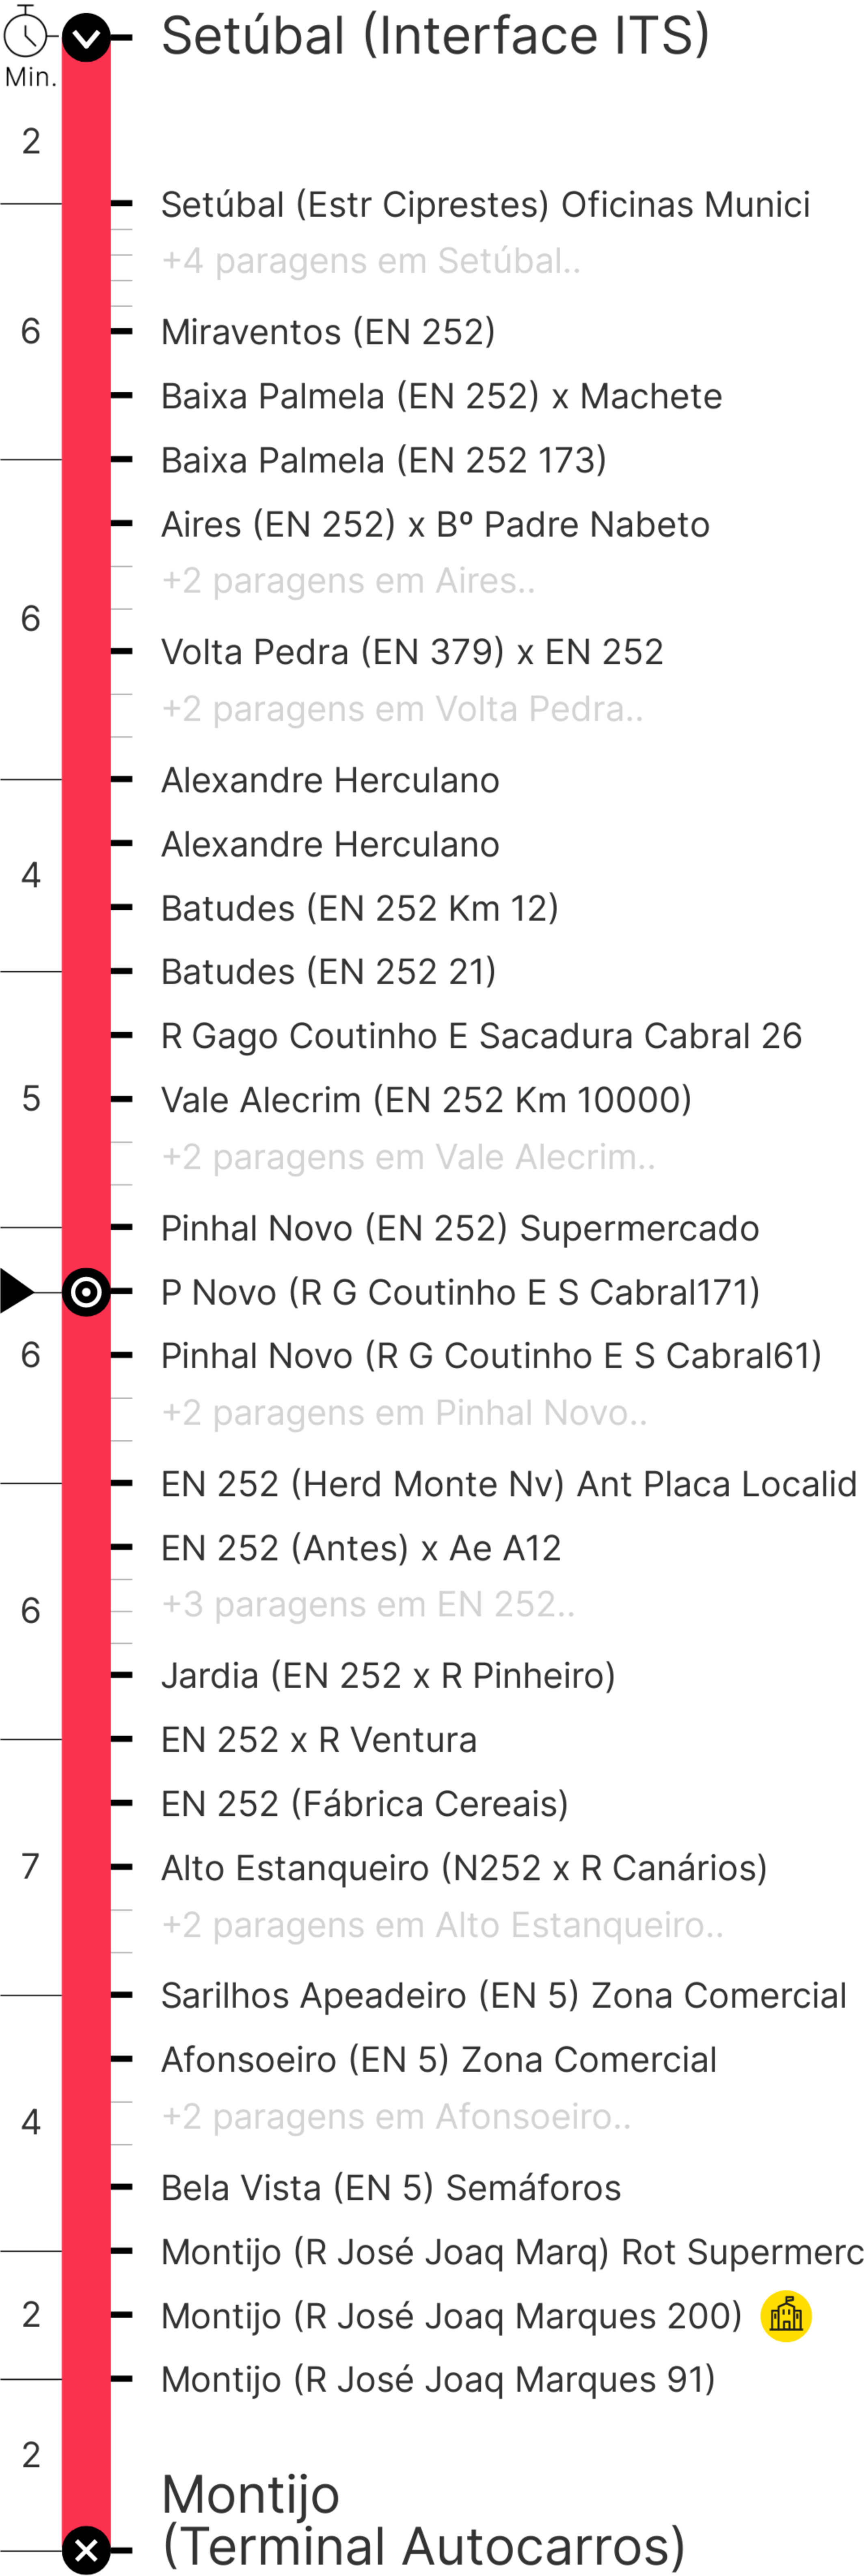 Setúbal (Interface ITS)
Min.
2
Setúbal (Estr Ciprestes) Oficinas Munici
+4 paragens em Setúbal..
6
Miraventos (EN 252)
Baixa Palmela (EN 252) x Machete
Baixa Palmela (EN 252 173)
Aires (EN 252) x Bº Padre Nabeto
+2 paragens em Aires..
6
Volta Pedra (EN 379) x EN 252
+2 paragens em Volta Pedra..
Alexandre Herculano
Alexandre Herculano
4
Batudes (EN 252 Km 12)
Batudes (EN 252 21)
R Gago Coutinho E Sacadura Cabral 26
5
Vale Alecrim (EN 252 Km 10000)
+2 paragens em Vale Alecrim..
Pinhal Novo (EN 252) Supermercado
P Novo (R G Coutinho E S Cabral171)
6
Pinhal Novo (R G Coutinho E S Cabral61)
+2 paragens em Pinhal Novo..
EN 252 (Herd Monte Nv) Ant Placa Localid
EN 252 (Antes) x Ae A12
+3 paragens em EN 252..
6
Jardia (EN 252 x R Pinheiro)
EN 252 x R Ventura
EN 252 (Fábrica Cereais)
7
Alto Estanqueiro (N252 x R Canários)
+2 paragens em Alto Estanqueiro..
Sarilhos Apeadeiro (EN 5) Zona Comercial
Afonsoeiro (EN 5) Zona Comercial
+2 paragens em Afonsoeiro..
4
Bela Vista (EN 5) Semáforos
Montijo (R José Joaq Marq) Rot Supermerc
2
Montijo (R José Joaq Marques 200)
Montijo (R José Joaq Marques 91)
2
Montijo
(Terminal Autocarros)